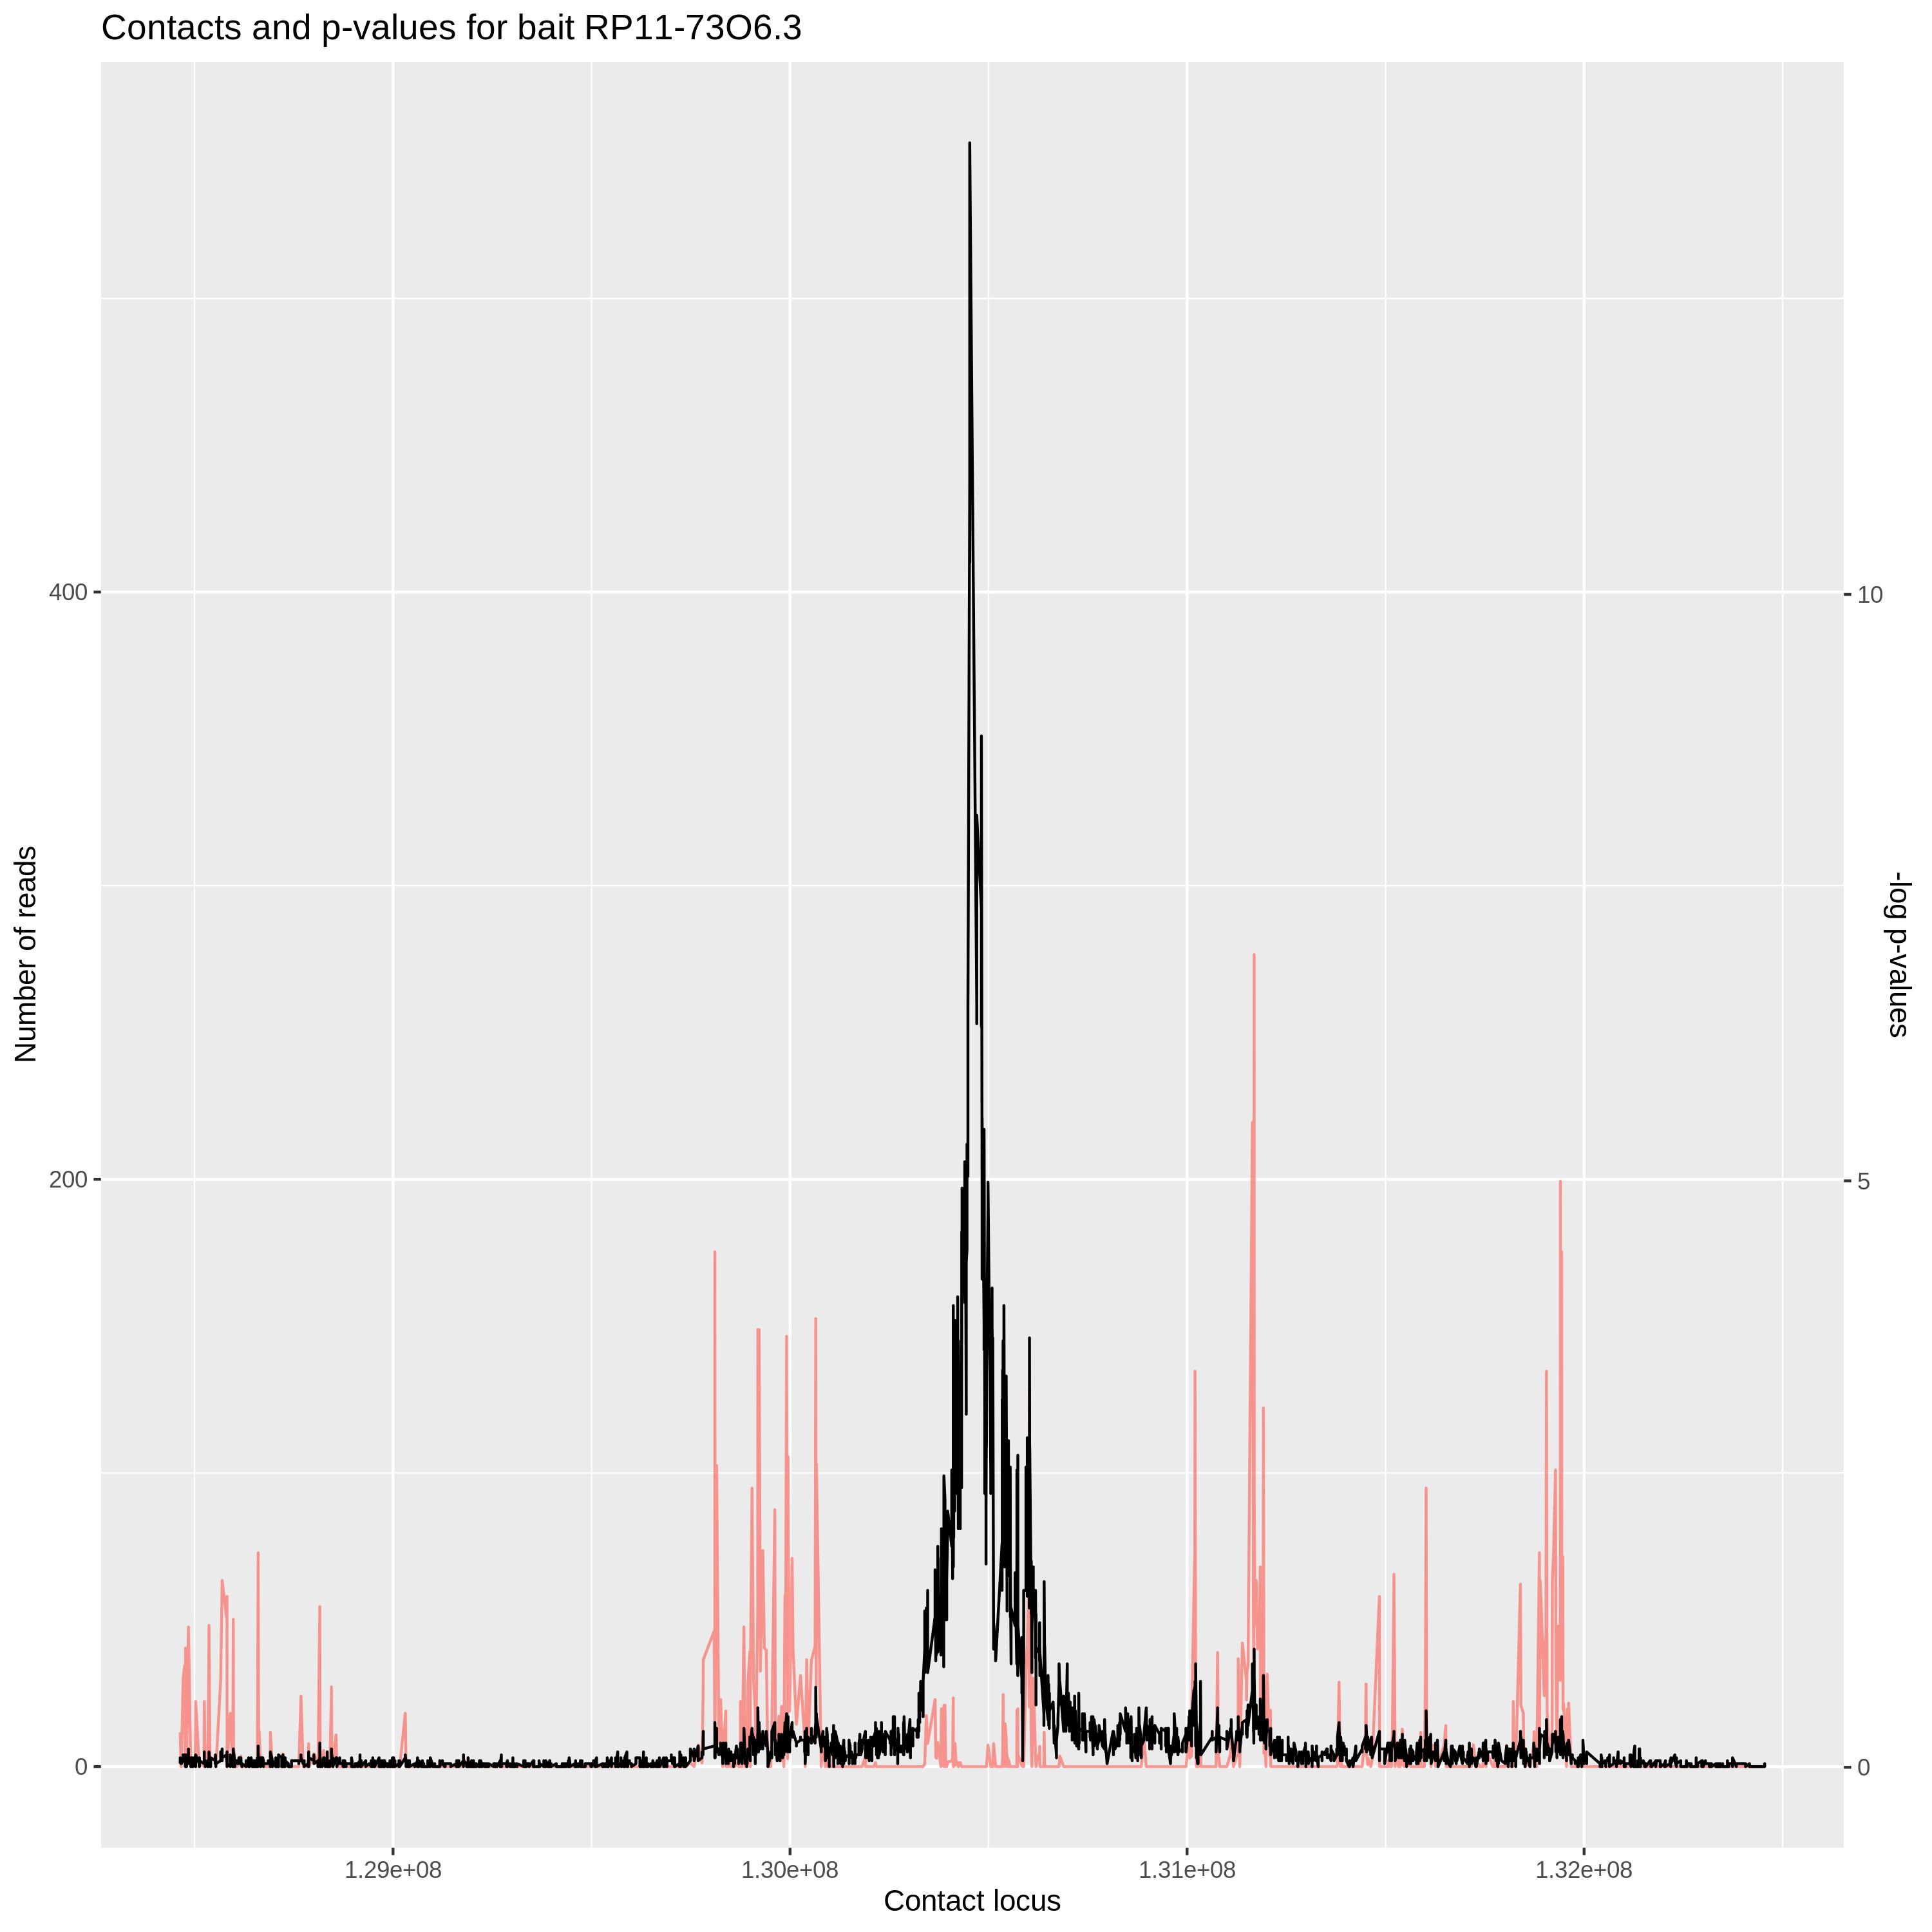 Contacts and p-values for bait RP11-73O6.3
Number of reads
400
200
0
10
5
0
-log p-values
1.29e+08
1.30e+08
1.31e+08
1.32e+08
Contact locus